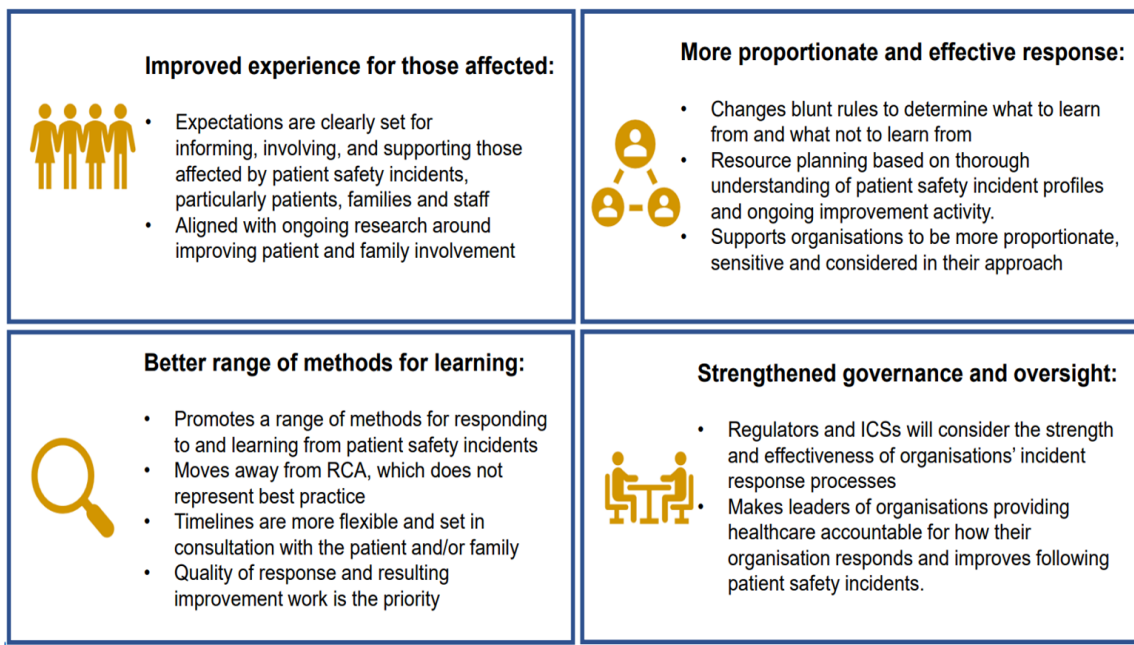 Improved experience for those affected:
• Expectations are clearly set for
informing, involving, and supporting those
affected by patient safety incidents,
particularly patients, families and staff
• Aligned with ongoing research around
improving patient and family involvement
More proportionate and effective response:
• Changes blunt rules to determine what to learn
from and what not to learn from
• Resource planning based on thorough
understanding of patient safety incident profiles
and ongoing improvement activity.
• Supports organisations to be more proportionate,
sensitive and considered in their approach
Better range of methods for learning:
• Promotes a range of methods for responding
to and learning from patient safety incidents
• Moves away from RCA, which does not
represent best practice
• Timelines are more flexible and set in
consultation with the patient and/or family
• Quality of response and resulting
improvement work is the priority
Strengthened governance and oversight:
• Regulators and ICSs will consider the strength
and effectiveness of organisations' incident
response processes
• Makes leaders of organisations providing
healthcare accountable for how their
organisation responds and improves following
patient safety incidents.